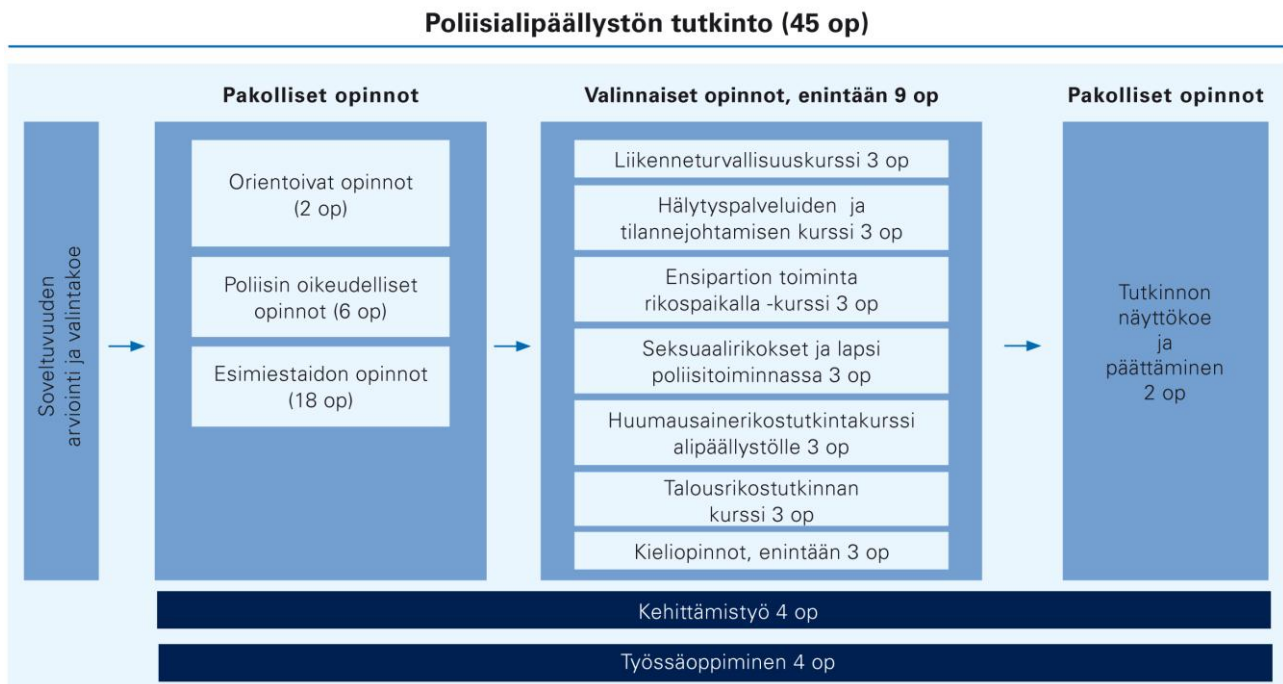 Poliisialipäällystön tutkinto (45 op)
Soveltuvuuden
arviointi ja valintakoe
Pakolliset opinnot
Orientoivat opinnot
(2 op)
Poliisin oikeudelliset
opinnot (6 op)
Esimiestaidon opinnot
(18 op)
Valinnaiset opinnot, enintään 9 op
Liikenneturvallisuuskurssi 3 op
Hälytyspalveluiden ja
tilannejohtamisen kurssi 3 op
Ensipartion toiminta
rikospaikalla -kurssi 3 op
Seksuaalirikokset ja lapsi
poliisitoiminnassa 3 op
Huumausainerikostutkintakurssi
alipäällystölle 3 op
Talousrikostutkinnan
kurssi 3 op
Kieliopinnot, enintään 3 op
Pakolliset opinnot
Tutkinnon
näyttökoe
ja
päättäminen
2 op
Kehittämistyö 4 op
Työssäoppiminen 4 op